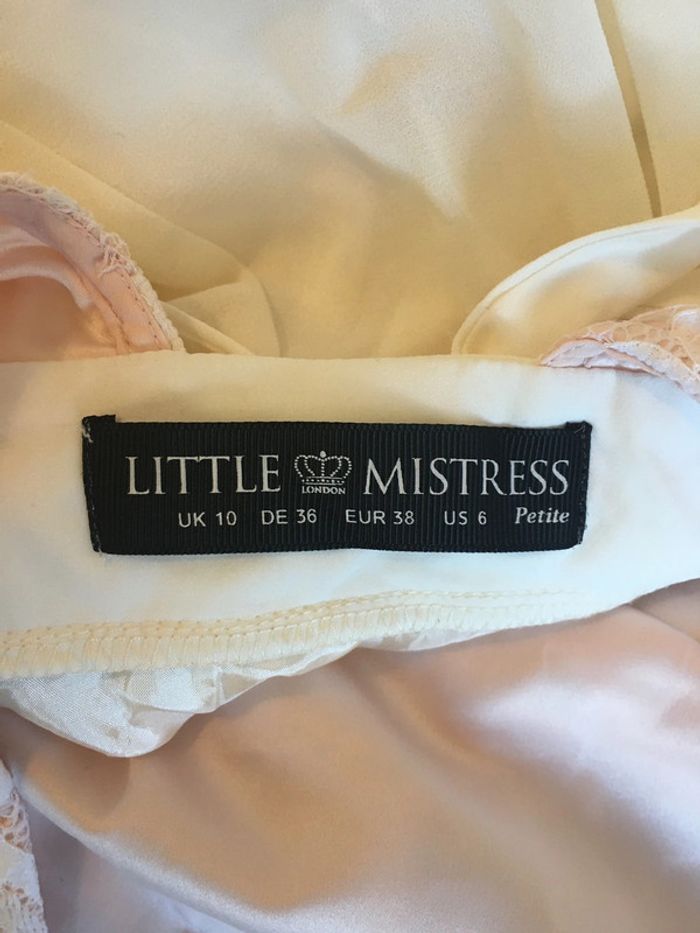 LITTLE LONDON MISTRESS
UK 10 DE 36 EUR 38 US 6 Petite